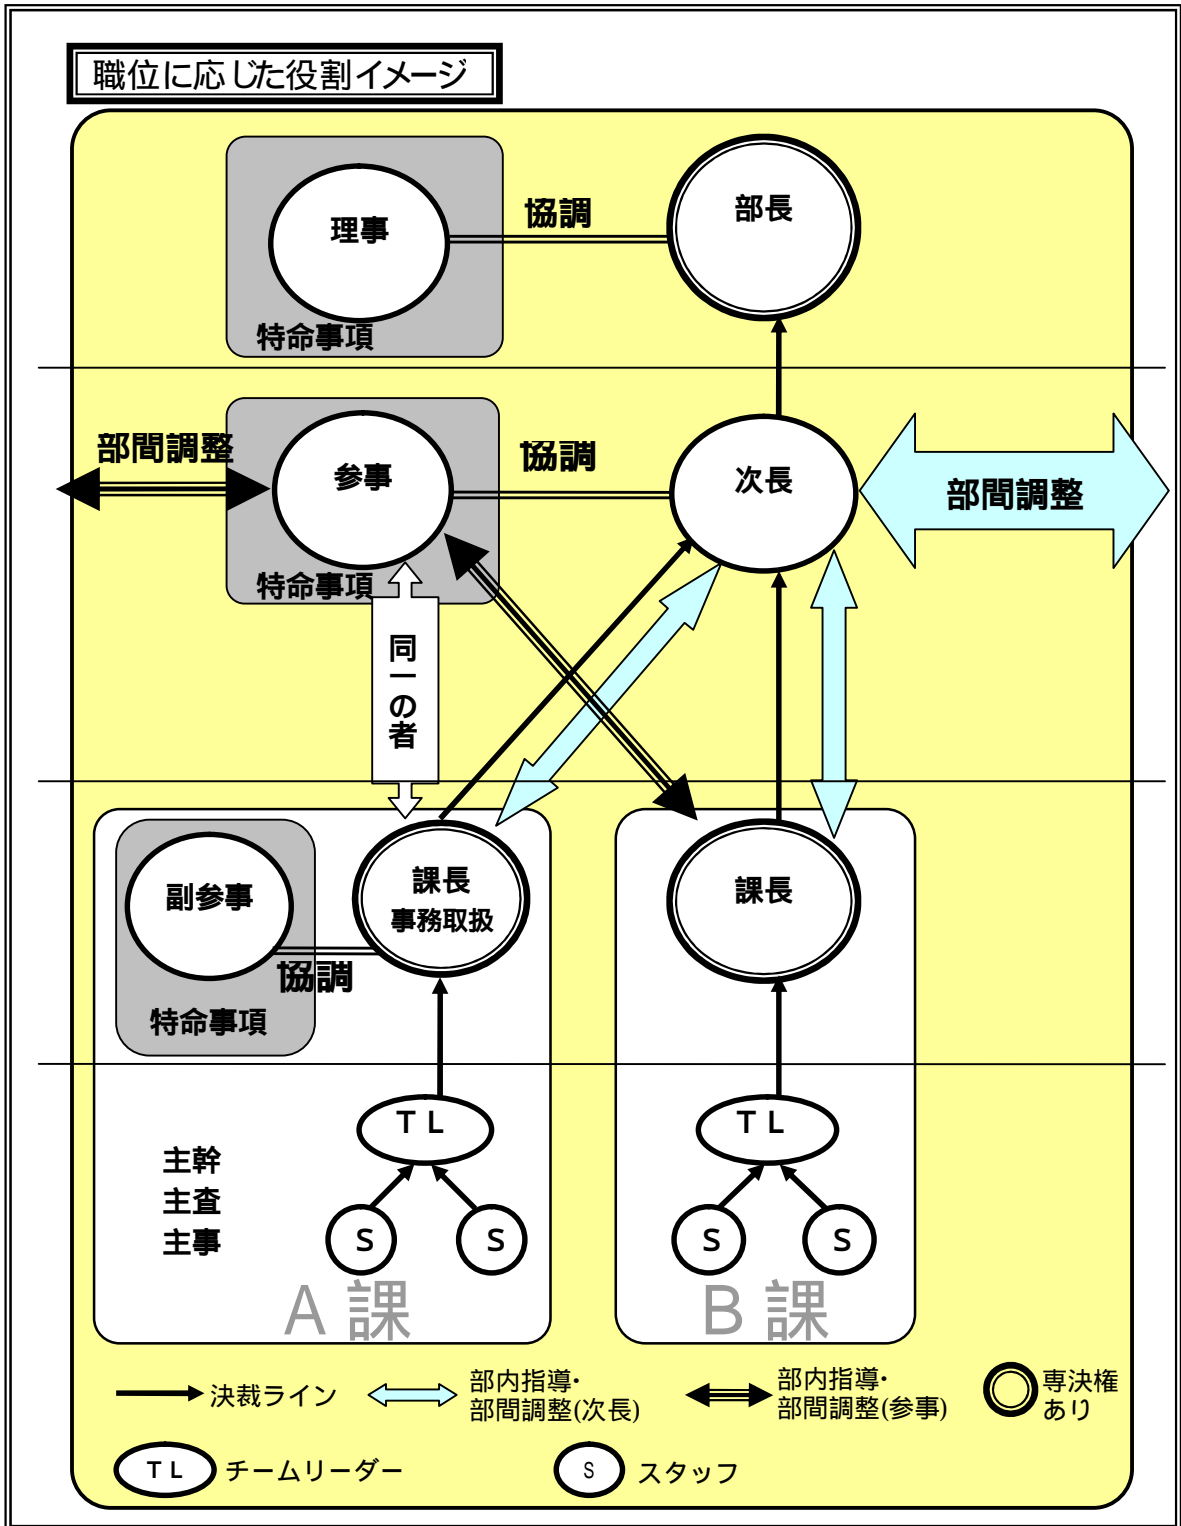 職位に応じた役割イメージ
理事
協調
部長
特命事項
部間調整
参事
協調
次長
部間調整
特命事項
同一の者
副参事
課長
事務取扱
協調
特命事項
課長
ＴＬ
ＴＬ
主幹
主査
主事
Ｓ
Ｓ
Ｓ
Ｓ
Ａ課
Ｂ課
決裁ライン
部内指導・
部間調整(次長)
部内指導・
部間調整(参事)
専決権
あり
ＴＬ
チームリーダー
Ｓ
スタッフ